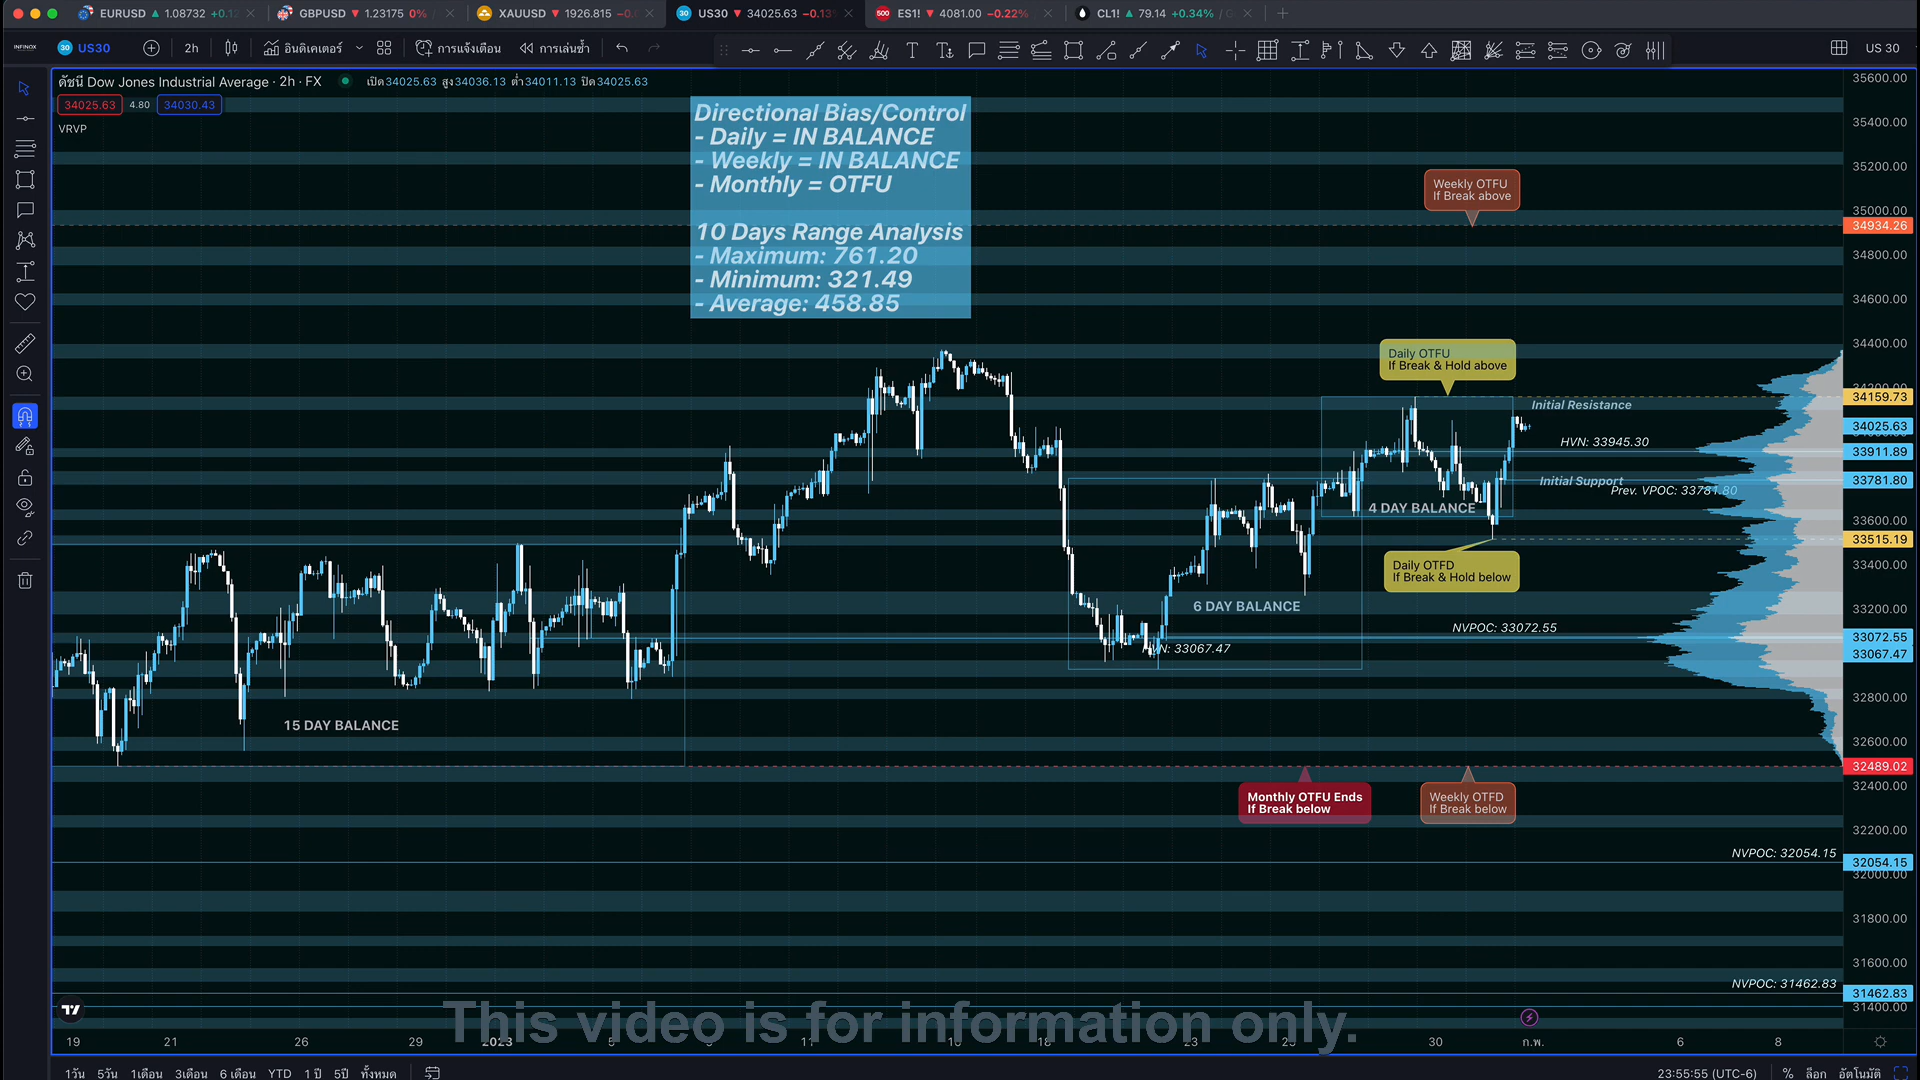 EURUSD ▲ 1.08732 +0.1
GBPUSD ▼ 1.23175 0%
XAUUSD ▼ 1926.815 −0.
US30 ▼ 34025.63 −0.13%
ES1! ▼ 4081.00 −0.22%
CL1! ▲ 79.14 +0.34%
INFINOX
US30
2h
อินดิเคเตอร์
การแจ้งเตือน
การเล่นซ้ำ
US 30
ดัชนี Dow Jones Industrial Average · 2h · FX
เปิด34025.63 สูง34036.13 ต่ำ34011.13 ปิด34025.63
34025.63 4.80 34030.43
VRVP
Directional Bias/Control
- Daily = IN BALANCE
- Weekly = IN BALANCE
- Monthly = OTFU
10 Days Range Analysis
- Maximum: 761.20
- Minimum: 321.49
- Average: 458.85
Weekly OTFU
If Break above
Daily OTFU
If Break & Hold above
Initial Resistance
HVN: 33945.30
Initial Support
Prev. VPOC: 33781.80
4 DAY BALANCE
Daily OTFD
If Break & Hold below
6 DAY BALANCE
NVPOC: 33072.55
HVN: 33067.47
15 DAY BALANCE
Monthly OTFU Ends
If Break below
Weekly OTFD
If Break below
NVPOC: 32054.15
NVPOC: 31462.83
35600.00
35400.00
35200.00
35000.00
34934.26
34800.00
34600.00
34400.00
34200.00
34159.73
34025.63
33911.89
33781.80
33600.00
33515.19
33400.00
33200.00
33072.55
33067.47
32800.00
32600.00
32489.02
32400.00
32200.00
32054.15
32000.00
31800.00
31600.00
31462.83
31400.00
This video is for information only.
19 21 26 29 2023 5 9 11 16 18 23 25 30 ก.พ. 6 8
1วัน 5วัน 1เดือน 3เดือน 6 เดือน YTD 1 ปี 5ปี ทั้งหมด
23:55:55 (UTC-6) % ล็อก อัตโนมัติ